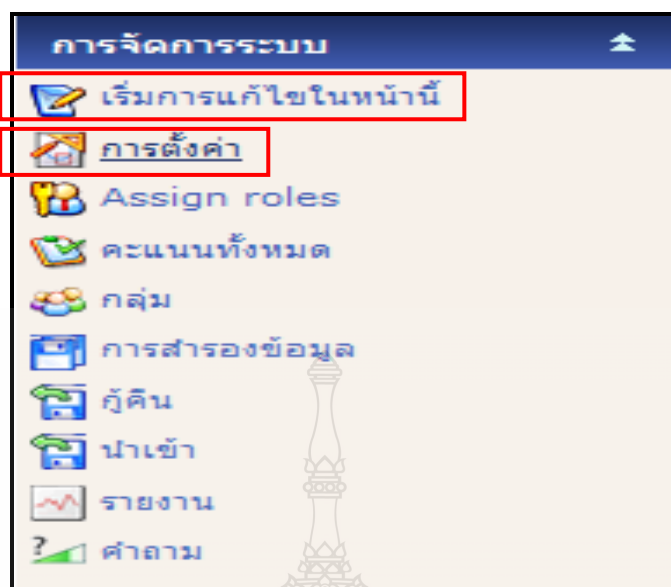 การจัดการระบบ
เริ่มการแก้ไขในหน้านี้
การตั้งค่า
Assign roles
คะแนนทั้งหมด
กลุ่ม
การสำรองข้อมูล
กู้คืน
นำเข้า
รายงาน
คำถาม